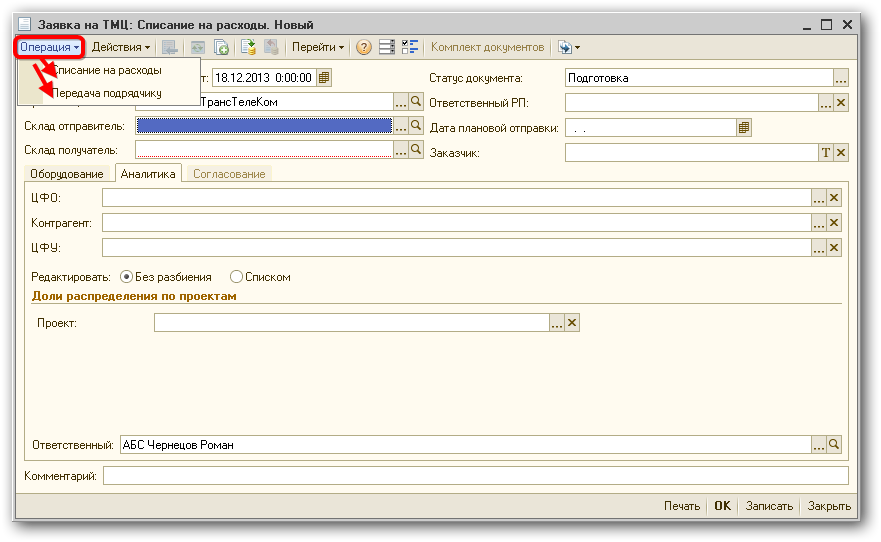 Заявка на ТМЦ: Списание на расходы. Новый
Операция Действия Перейти Комплект документов
Списание на расходы
Передача подрядчику
т: 18.12.2013 0:00:00 Статус документа: Подготовка
ТрансТелеКом Ответственный РП:
Склад отправитель: Дата плановой отправки: . .
Склад получатель: Заказчик: T
Оборудование Аналитика Согласование
ЦФО:
Контрагент:
ЦФУ:
Редактировать: Без разбиения Списком
Доли распределения по проектам
Проект:
Ответственный: АБС Чернецов Роман
Комментарий:
Печать OK Записать Закрыть